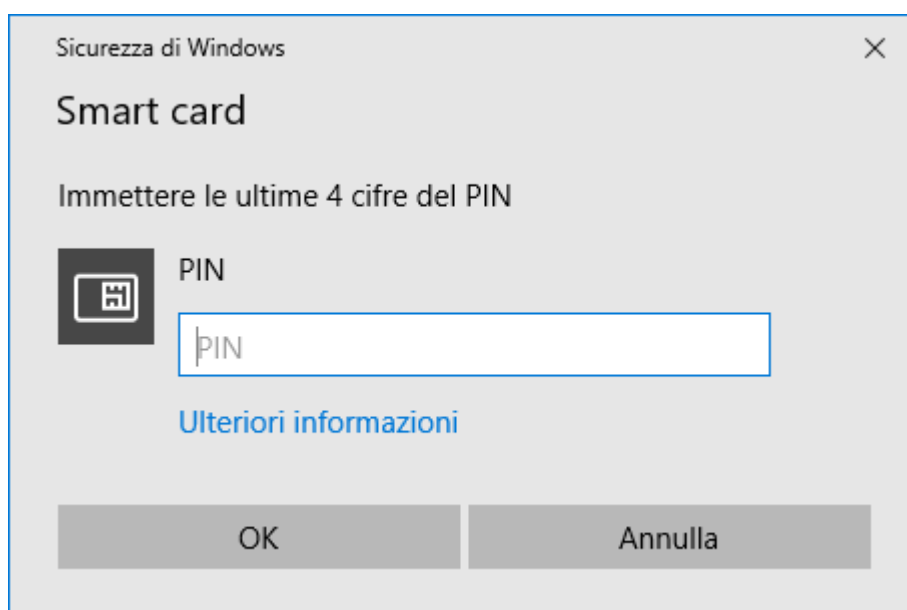 Sicurezza di Windows
Smart card
Immettere le ultime 4 cifre del PIN
PIN
PIN
Ulteriori informazioni
OK
Annulla